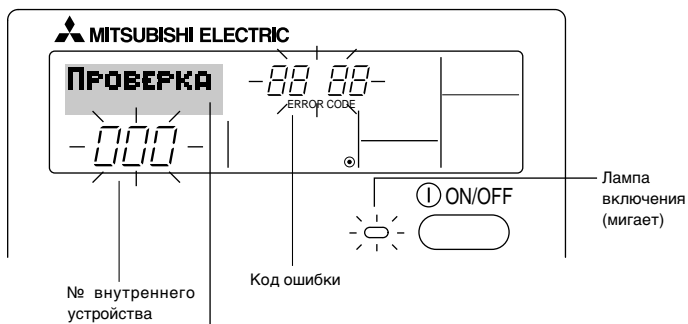 MITSUBISHI ELECTRIC
ПРОВЕРКА
88 88
ERROR CODE
000
ON/OFF
Лампа
включения
(мигает)
Код ошибки
№ внутреннего
устройства